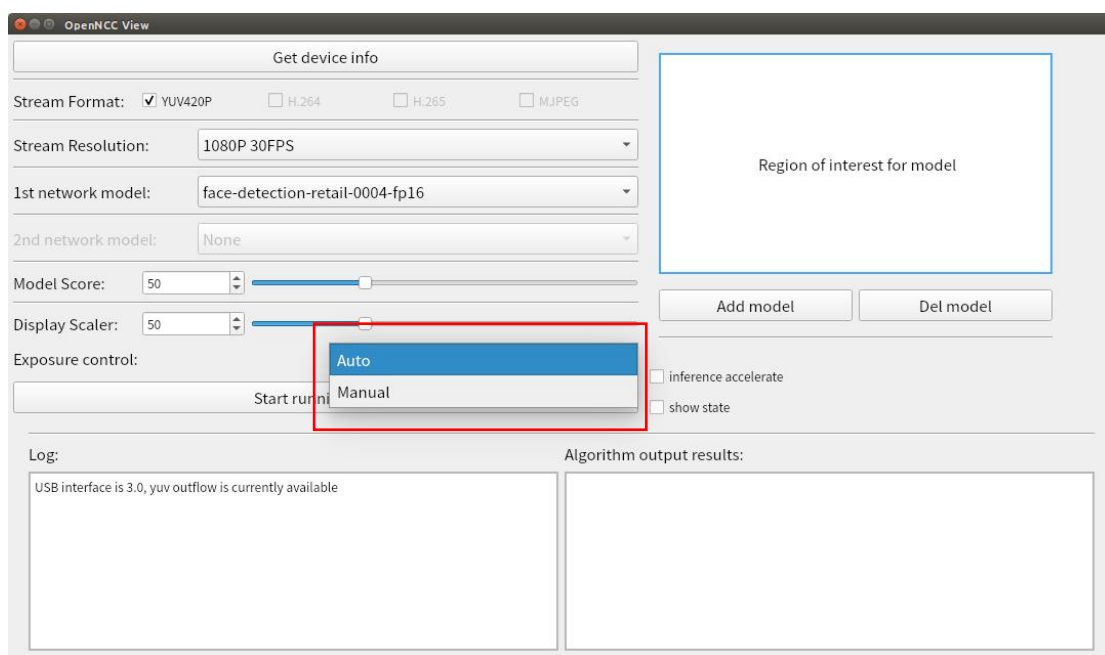 OpenNCC View
Get device info
Stream Format: YUV420P H.264 H.265 MJPEG
Stream Resolution: 1080P 30FPS
1st network model: face-detection-retail-0004-fp16
2nd network model: None
Model Score: 50
Display Scaler: 50
Exposure control:
Auto
Manual
Start
Region of interest for model
Add model Del model
inference accelerate
show state
Log:
USB interface is 3.0, yuv outflow is currently available
Algorithm output results: